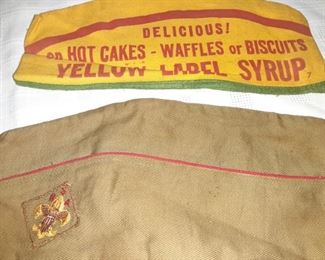 DELICIOUS!
on HOT CAKES - WAFFLES or BISCUITS
YELLOW LABEL SYRUP